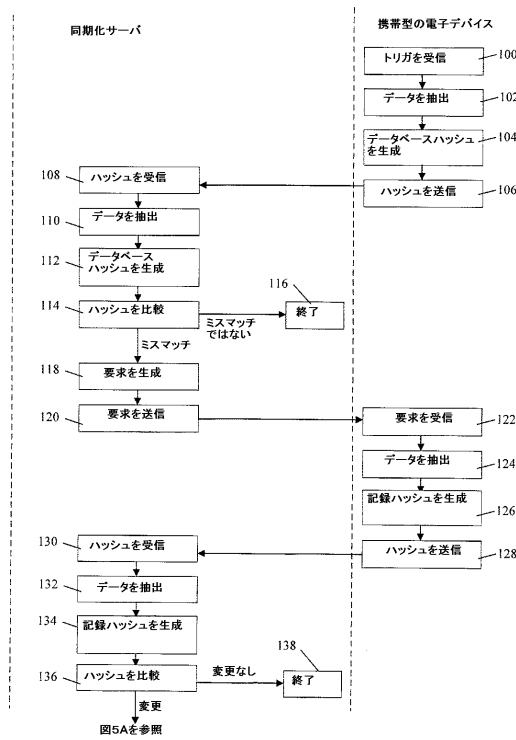 同期化サーバ
携帯型の電子デバイス
トリガを受信
100
データを抽出
102
データベースハッシュ
を生成
104
ハッシュを送信
106
108
ハッシュを受信
110
データを抽出
112
データベース
ハッシュを生成
114
ハッシュを比較
ミスマッチ
ではない
116
終了
ミスマッチ
118
要求を生成
120
要求を送信
要求を受信
122
データを抽出
124
記録ハッシュを生成
126
ハッシュを送信
128
130
ハッシュを受信
132
データを抽出
134
記録ハッシュを生成
136
ハッシュを比較
変更なし
138
終了
変更
図5Aを参照